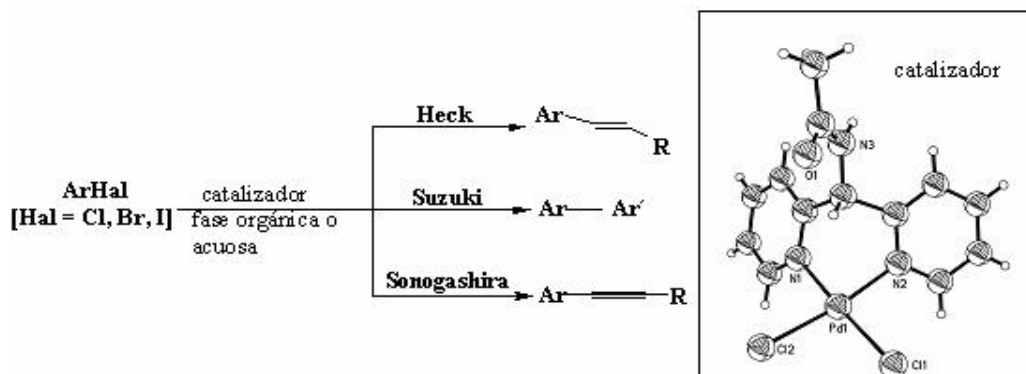 Heck
Ar
R
ArHal
[Hal = Cl, Br, I]
catalizador
fase orgánica o
acuosa
Suzuki
Ar
Ar′
Sonogashira
Ar
R
catalizador
N3
O1
N1
N2
Pd1
Cl2
Cl1